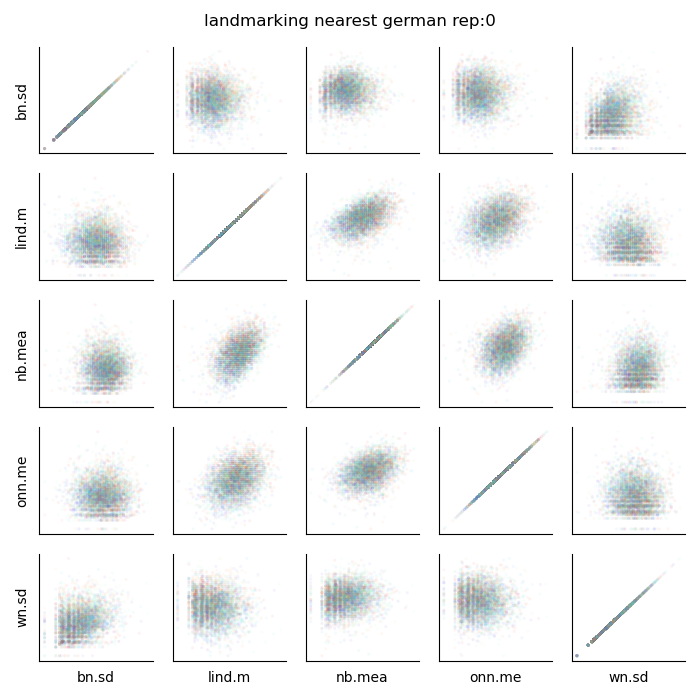 landmarking nearest german rep:0
bn.sd
lind.m
nb.mea
onn.me
wn.sd
bn.sd
lind.m
nb.mea
onn.me
wn.sd